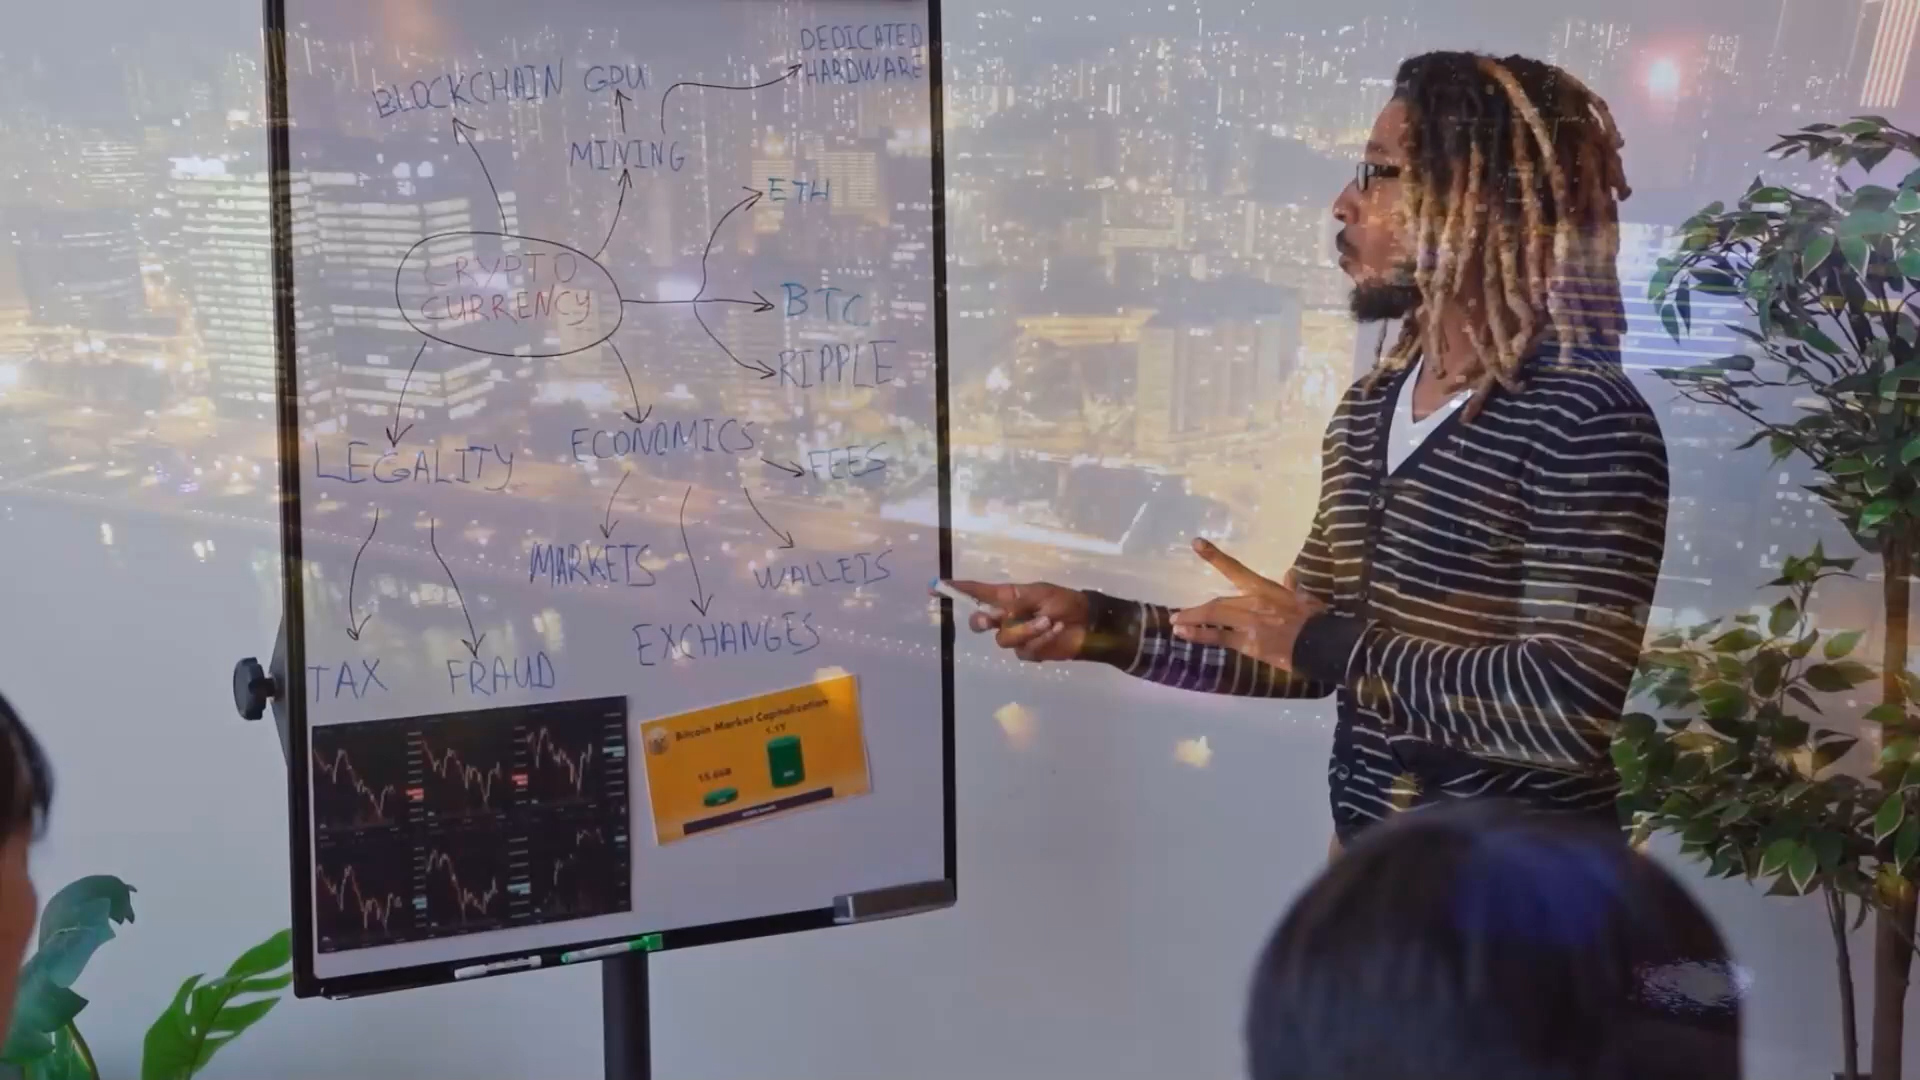 DEDICATED
HARDWARE
BLOCKCHAIN
GPU
MINING
ETH
CRYPTO
CURRENCY
BTC
RIPPLE
LEGALITY
ECONOMICS
FEES
MARKETS
WALLETS
EXCHANGES
TAX
FRAUD
Bitcoin Market Capitalization